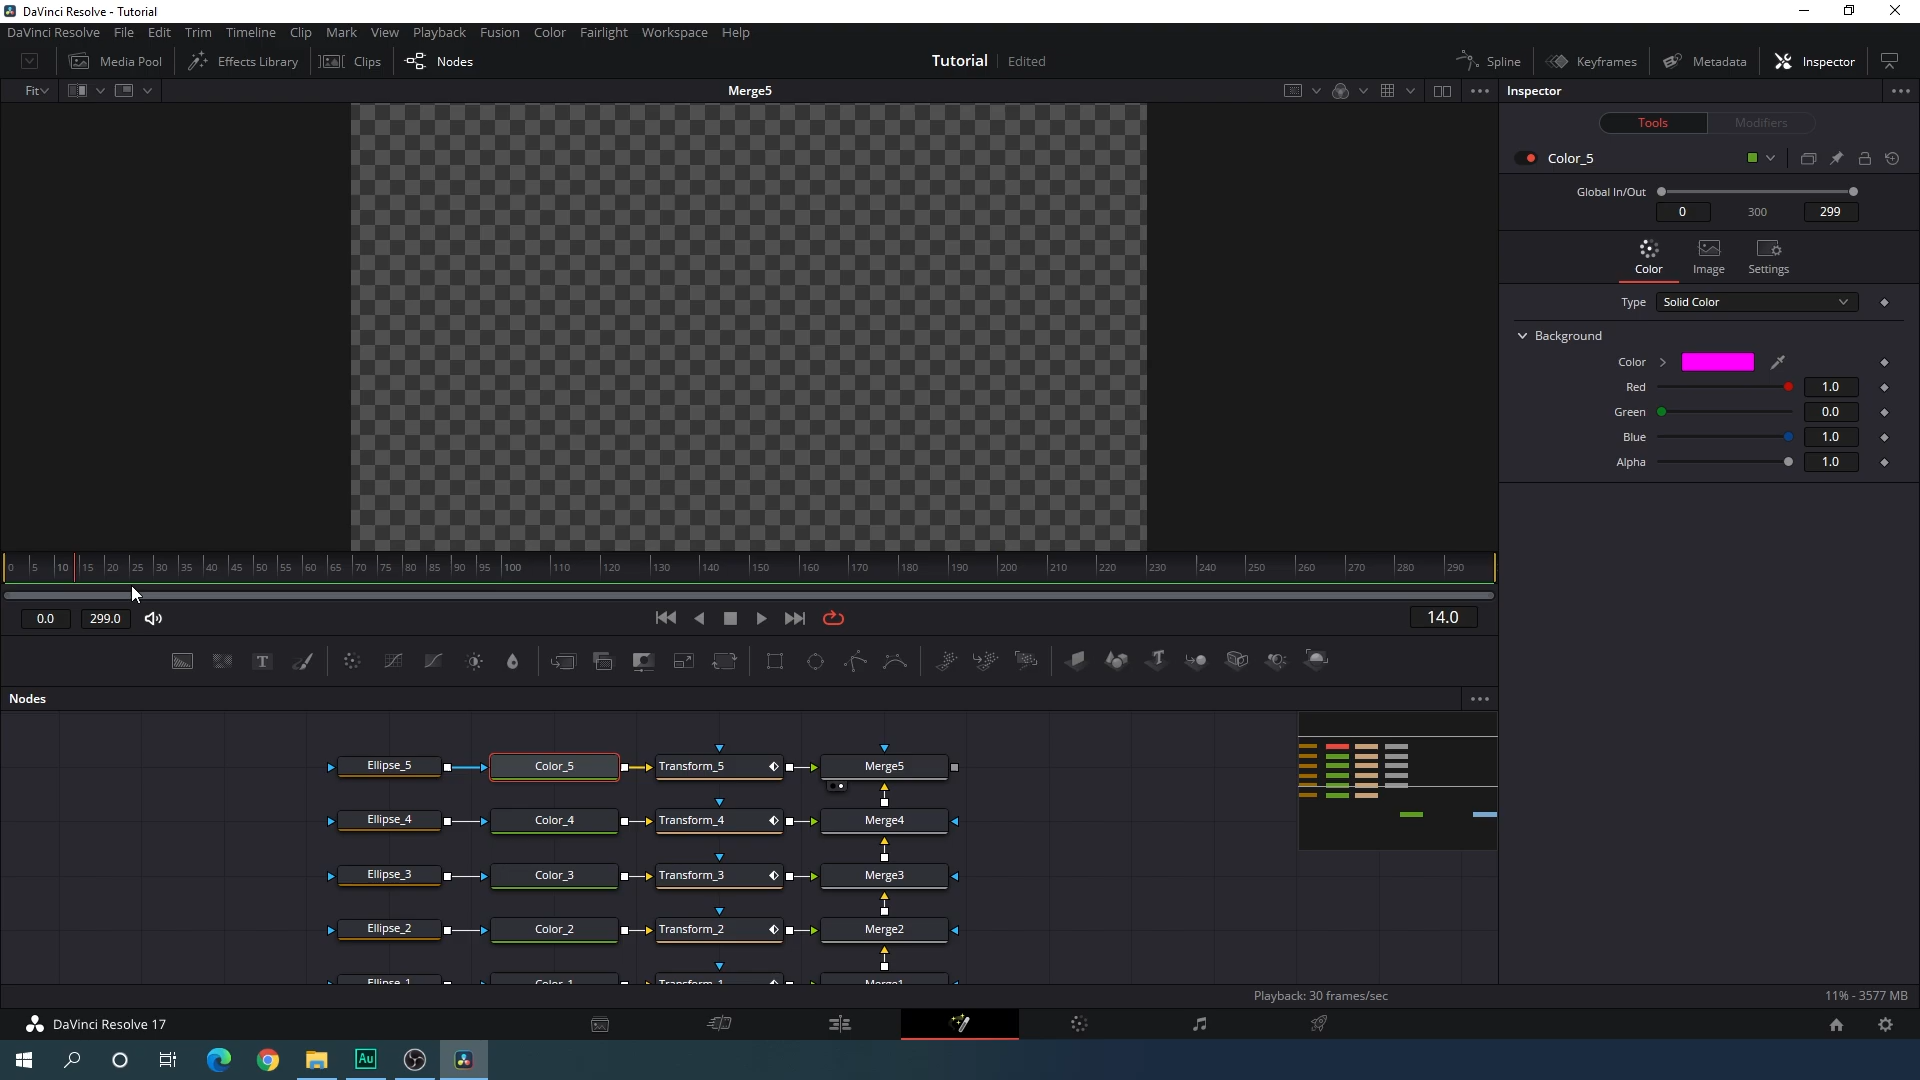 DaVinci Resolve - Tutorial
DaVinci Resolve File Edit Trim Timeline Clip Mark View Playback Fusion Color Fairlight Workspace Help
Media Pool Effects Library Clips Nodes Tutorial Edited Spline Keyframes Metadata Inspector
Fit Merge5 Inspector
Tools Modifiers
Color_5
Global In/Out
0 300 299
Color Image Settings
Type Solid Color
Background
Color
Red 1.0
Green 0.0
Blue 1.0
Alpha 1.0
0 5 10 15 20 25 30 35 40 45 50 55 60 65 70 75 80 85 90 95 100 110 120 130 140 150 160 170 180 190 200 210 220 230 240 250 260 270 280 290
0.0 299.0 14.0
T T
Nodes
Ellipse_5 Color_5 Transform_5 Merge5
Ellipse_4 Color_4 Transform_4 Merge4
Ellipse_3 Color_3 Transform_3 Merge3
Ellipse_2 Color_2 Transform_2 Merge2
Ellipse_1 Color_1 Transform_1 Merge1
Playback: 30 frames/sec 11% - 3577 MB
DaVinci Resolve 17
Au